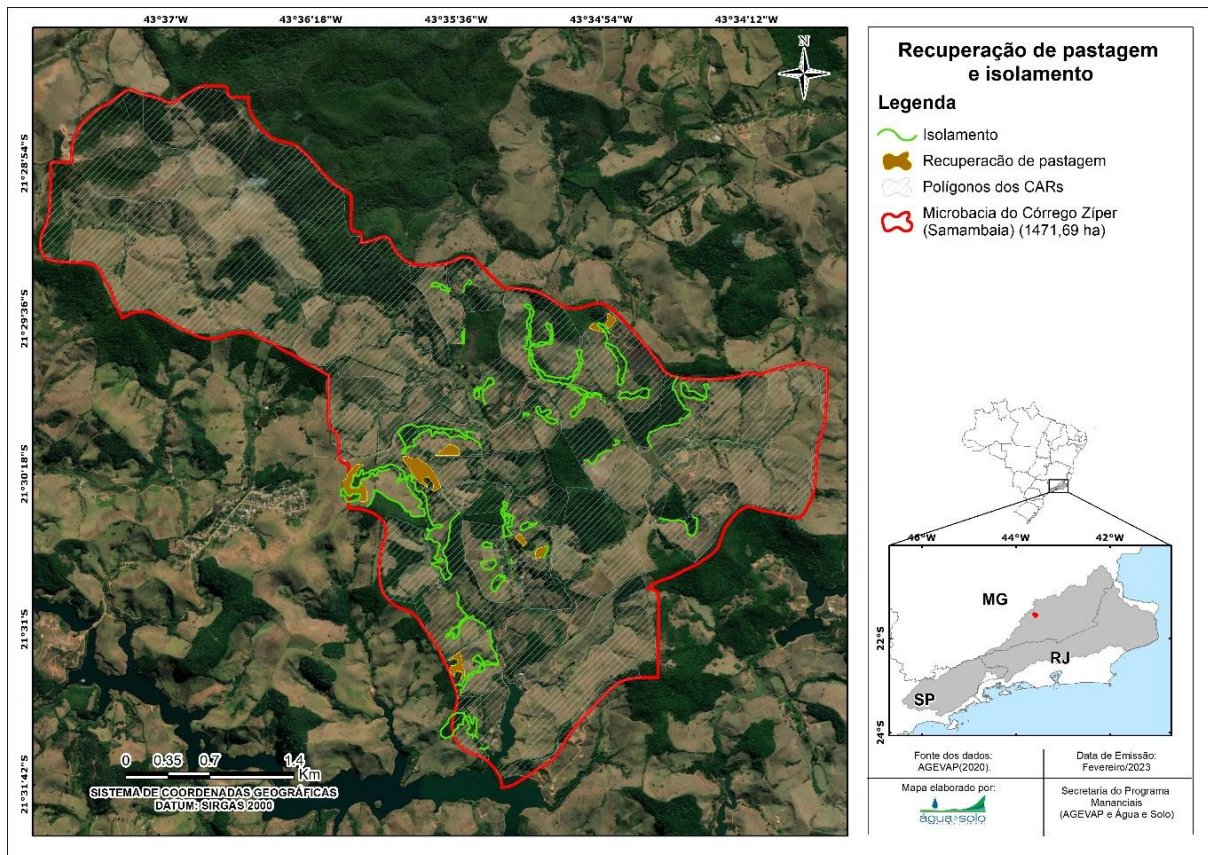 43°37'W 43°36'18"W 43°35'36"W 43°34'54"W 43°34'12"W
21°28'54"S
21°29'36"S
21°30'18"S
21°31'S
21°31'42"S
N
0 0.35 0.7 1.4
Km
SISTEMA DE COORDENADAS GEOGRÁFICAS
DATUM: SIRGAS 2000
Recuperação de pastagem
e isolamento
Legenda
Isolamento
Recuperação de pastagem
Polígonos dos CARs
Microbacia do Córrego Zíper
(Samambaia) (1471,69 ha)
46°W 44°W 42°W
22°S
24°S
MG
RJ
SP
Fonte dos dados:
AGEVAP(2020).
Data de Emissão:
Fevereiro/2023
Mapa elaborado por:
água e solo
Secretaria do Programa
Mananciais
(AGEVAP e Água e Solo)